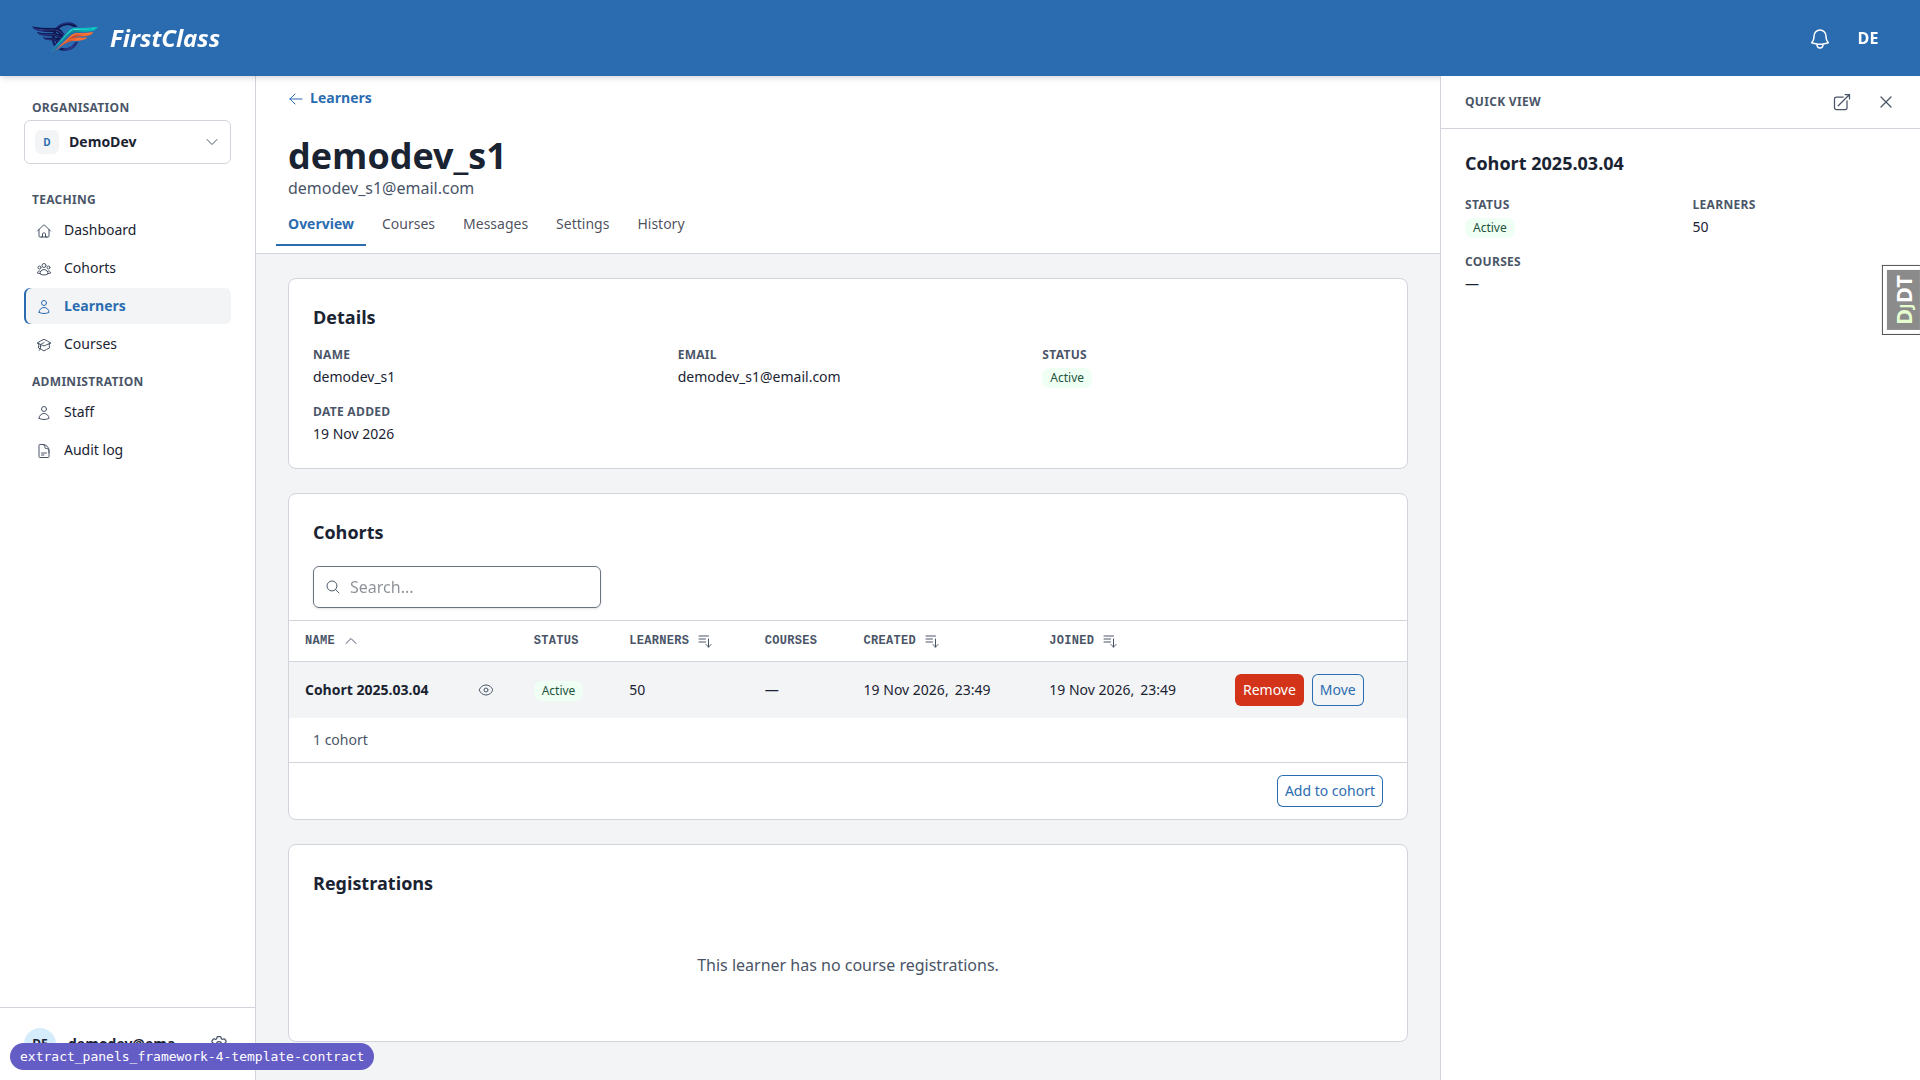 FirstClass
DE
ORGANISATION
D DemoDev
TEACHING
Dashboard
Cohorts
Learners
Courses
ADMINISTRATION
Staff
Audit log
extract_panels_framework-4-template-contract
Learners
demodev_s1
demodev_s1@email.com
Overview Courses Messages Settings History
Details
NAME EMAIL STATUS
demodev_s1 demodev_s1@email.com Active
DATE ADDED
19 Nov 2026
Cohorts
Search...
NAME STATUS LEARNERS COURSES CREATED JOINED
Cohort 2025.03.04 Active 50 — 19 Nov 2026, 23:49 19 Nov 2026, 23:49 Remove Move
1 cohort
Add to cohort
Registrations
This learner has no course registrations.
QUICK VIEW
Cohort 2025.03.04
STATUS LEARNERS
Active 50
COURSES
—
DjDT